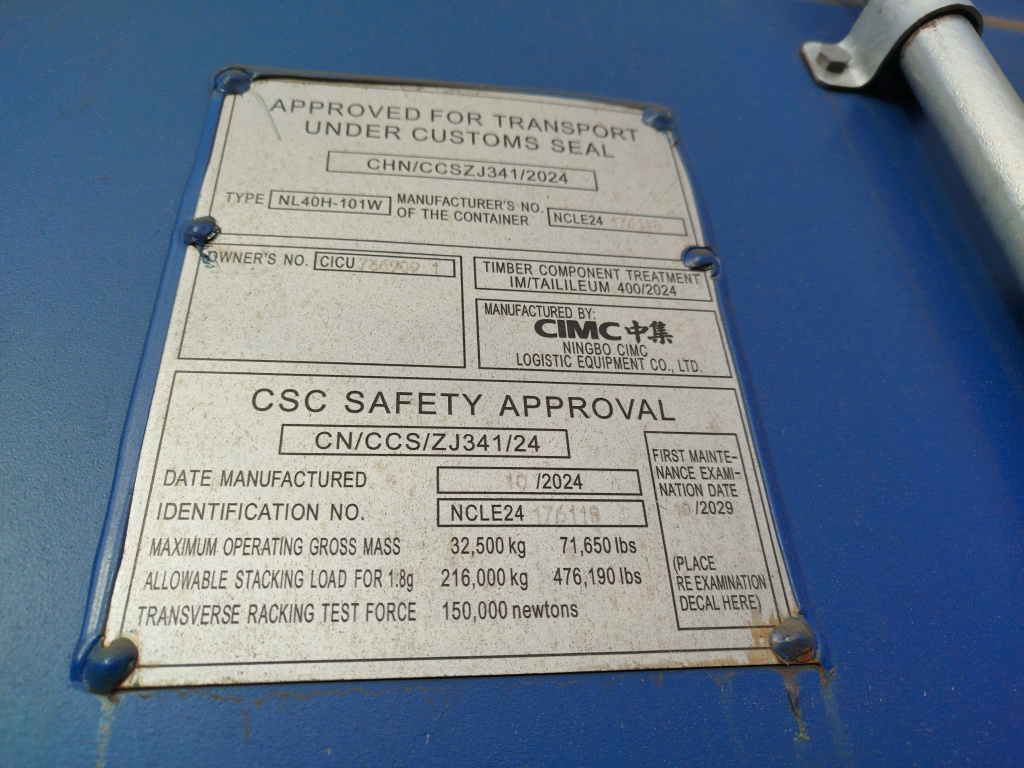 APPROVED FOR TRANSPORT
UNDER CUSTOMS SEAL
CHN/CCSZJ341/2024
TYPE NL40H-101W MANUFACTURER'S NO.
OF THE CONTAINER NCLE24
OWNER'S NO. CICU
TIMBER COMPONENT TREATMENT
IM/TAILILEUM 400/2024
MANUFACTURED BY:
CIMC 中集
NINGBO CIMC
LOGISTIC EQUIPMENT CO., LTD.
CSC SAFETY APPROVAL
CN/CCS/ZJ341/24
DATE MANUFACTURED 10/2024
IDENTIFICATION NO. NCLE24
MAXIMUM OPERATING GROSS MASS 32,500 kg 71,650 lbs
ALLOWABLE STACKING LOAD FOR 1.8g 216,000 kg 476,190 lbs
TRANSVERSE RACKING TEST FORCE 150,000 newtons
FIRST MAINTE-
NANCE EXAMI-
NATION DATE
10/2029
(PLACE
RE EXAMINATION
DECAL HERE)